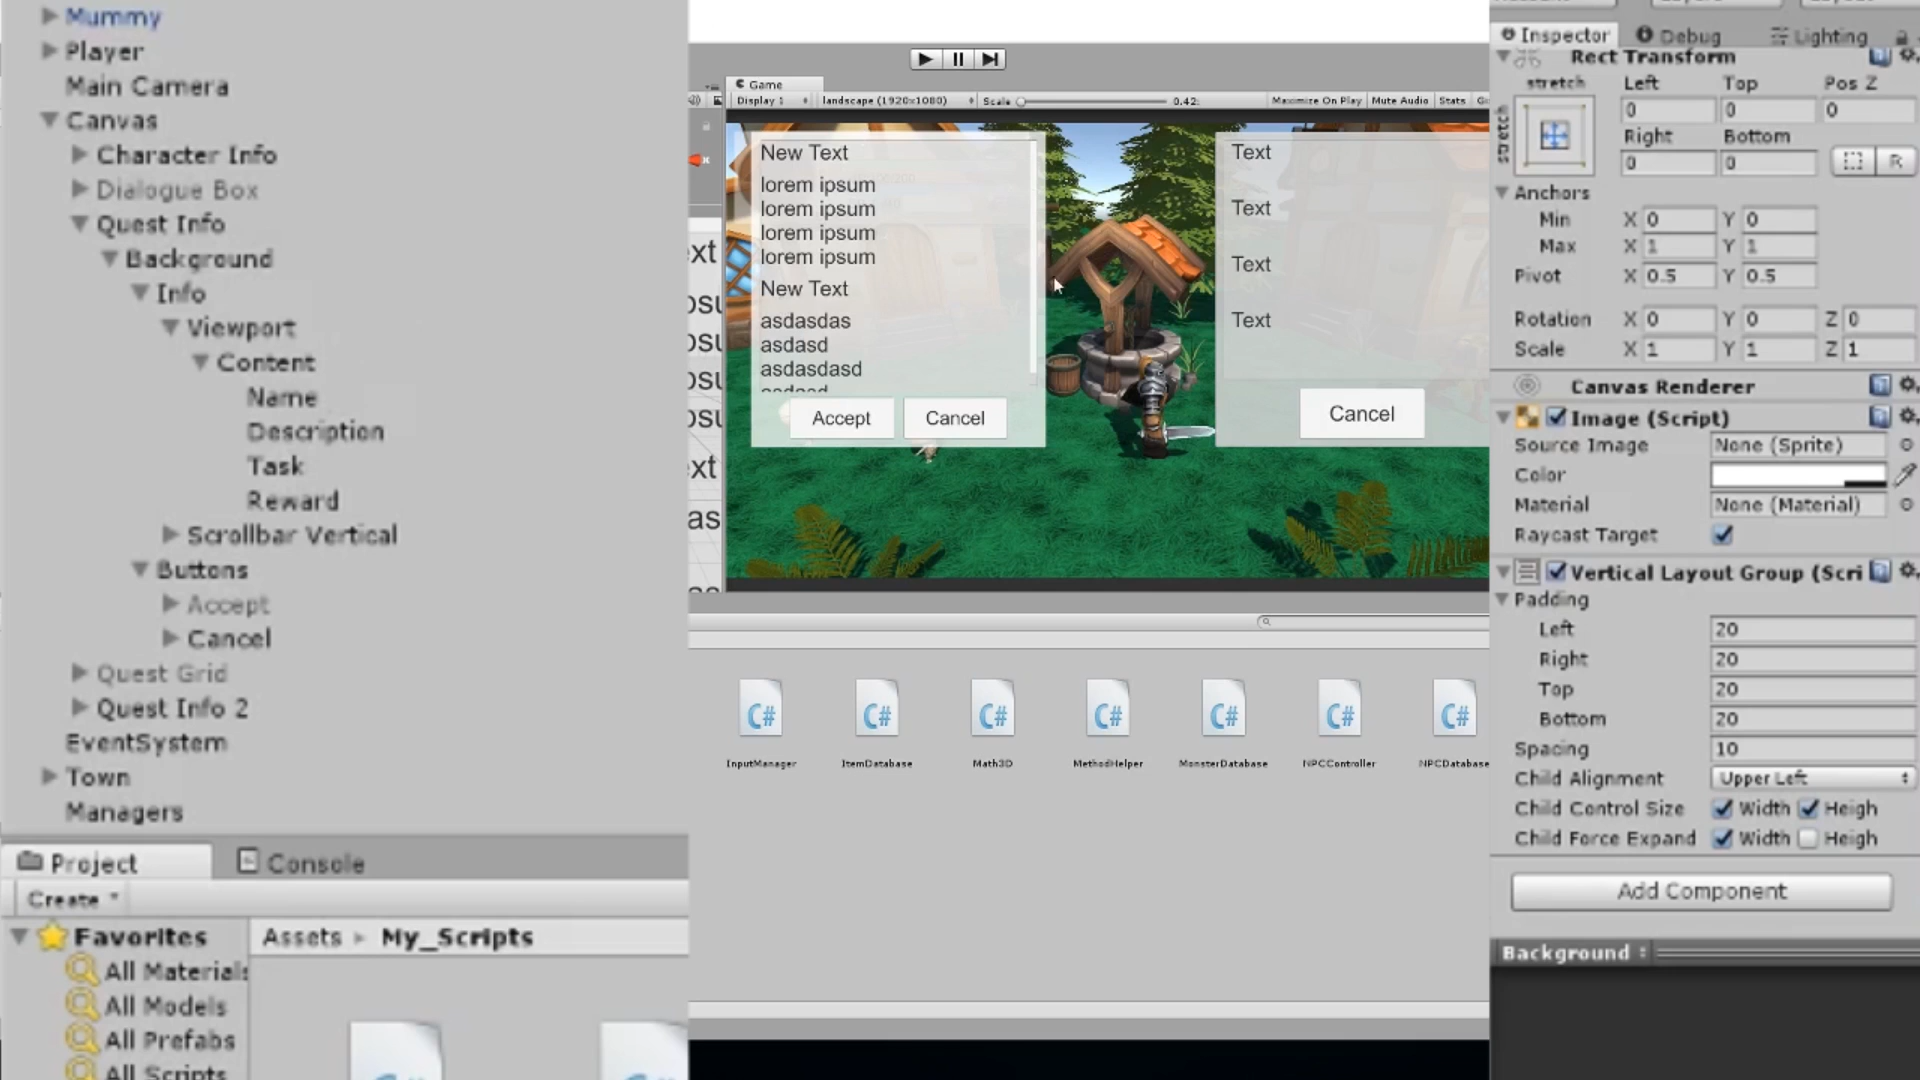 Mummy
Player
Main Camera
Canvas
Character Info
Dialogue Box
Quest Info
Background
Info
Viewport
Content
Name
Description
Task
Reward
Scrollbar Vertical
Buttons
Accept
Cancel
Quest Grid
Quest Info 2
EventSystem
Town
Managers
Project
Console
Create
Favorites
All Materials
All Models
All Prefabs
All Scripts
Assets
My_Scripts
Game
Display 1
landscape (1920x1080)
Scale
0.42
Maximize On Play
Mute Audio
Stats
New Text
lorem ipsum
lorem ipsum
lorem ipsum
lorem ipsum
New Text
asdasdas
asdasd
asdasdasd
Accept
Cancel
Text
Text
Text
Text
Cancel
InputManager
ItemDatabase
Math3D
MethodHelper
MonsterDatabase
NPCController
NPCDatabase
Inspector
Debug
Lighting
Rect Transform
stretch
Left
Top
Pos Z
0
0
0
stretch
Right
Bottom
0
0
R
Anchors
Min X 0 Y 0
Max X 1 Y 1
Pivot X 0.5 Y 0.5
Rotation X 0 Y 0 Z 0
Scale X 1 Y 1 Z 1
Canvas Renderer
Image (Script)
Source Image None (Sprite)
Color
Material None (Material)
Raycast Target
Vertical Layout Group (Scri
Padding
Left 20
Right 20
Top 20
Bottom 20
Spacing 10
Child Alignment Upper Left
Child Control Size Width Heigh
Child Force Expand Width Heigh
Add Component
Background